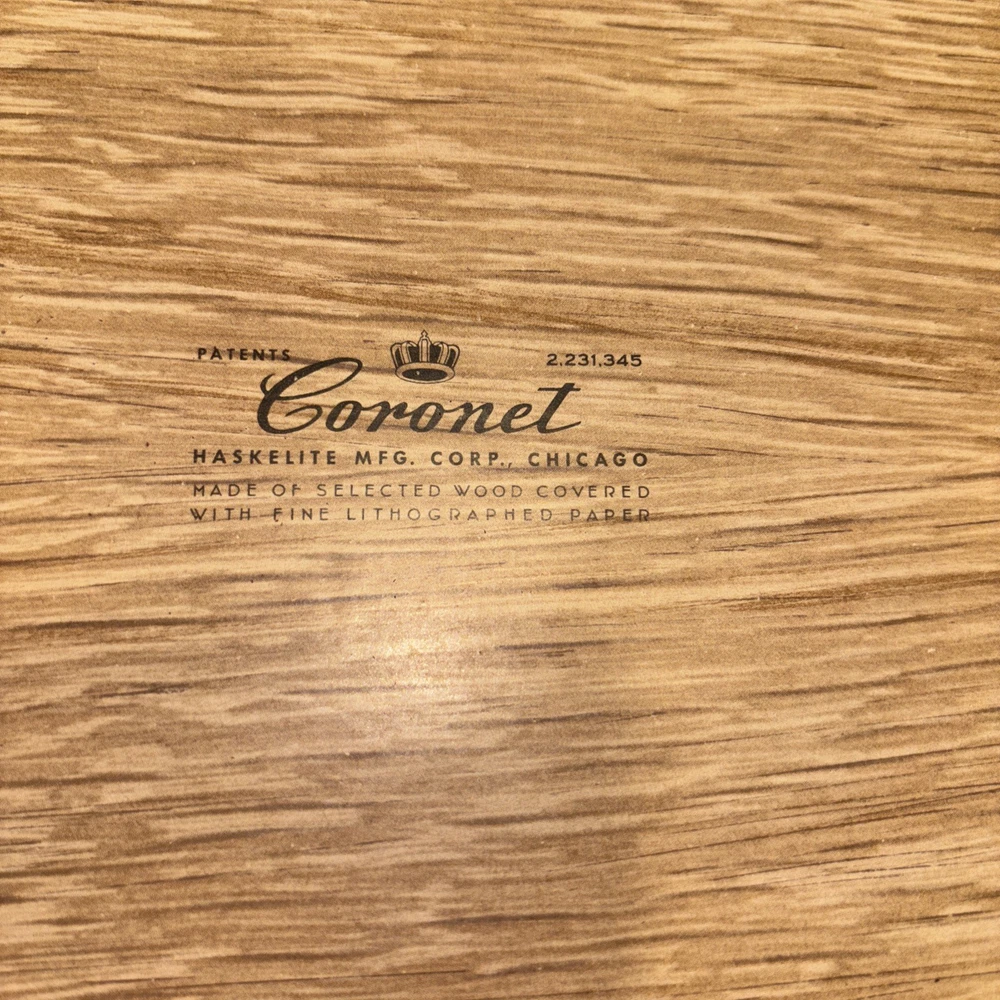 PATENTS 2,231,345
Coronet
HASKELITE MFG. CORP., CHICAGO
MADE OF SELECTED WOOD COVERED
WITH FINE LITHOGRAPHED PAPER